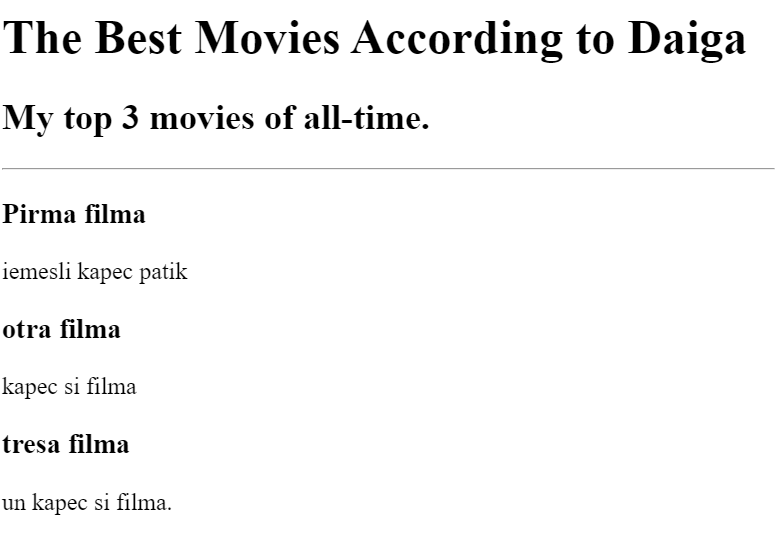 The Best Movies According to Daiga
My top 3 movies of all-time.
Pirma filma
iemesli kapec patik
otra filma
kapec si filma
tresa filma
un kapec si filma.